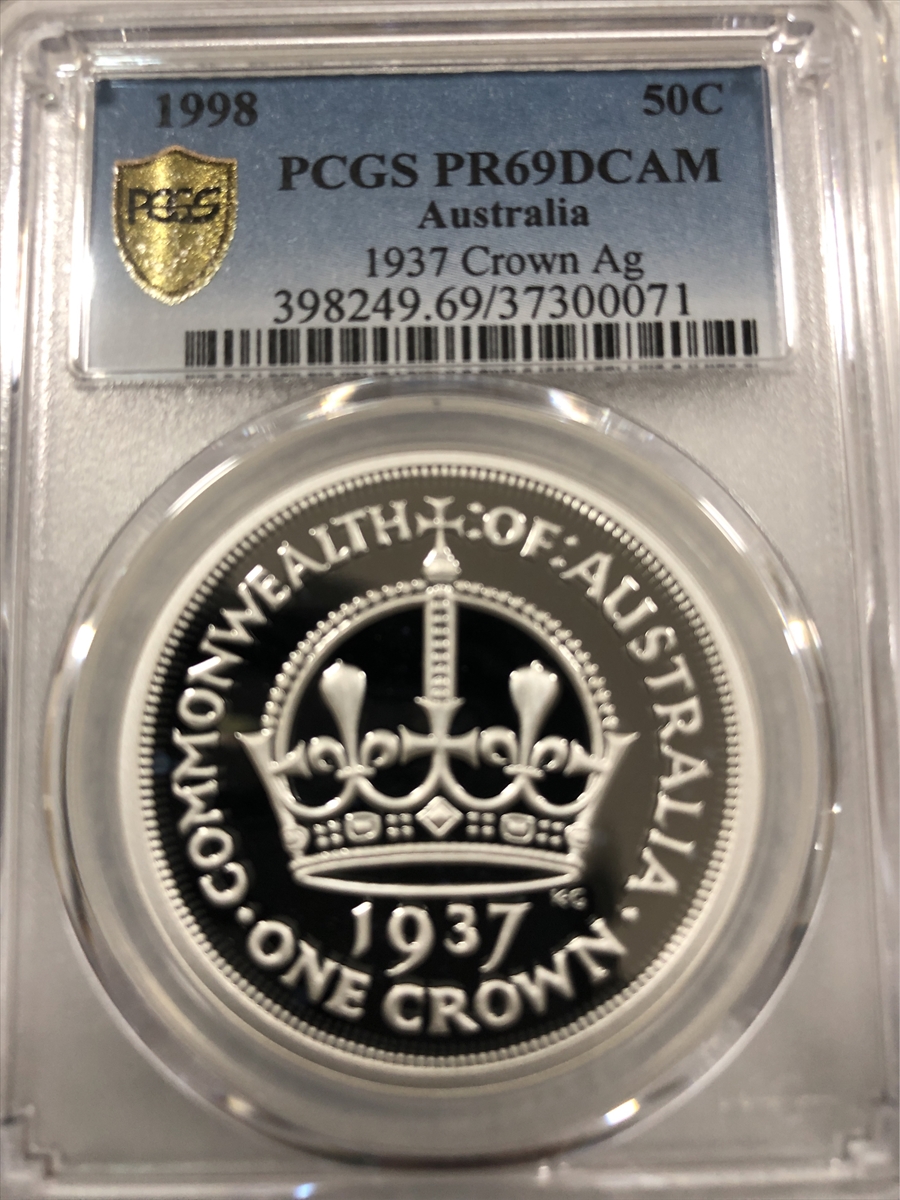 1998 50C
PCGS PR69DCAM
PCGS
Australia
1937 Crown Ag
398249.69/37300071
COMMONWEALTH :OF: AUSTRALIA
KG
1937
· ONE CROWN ·